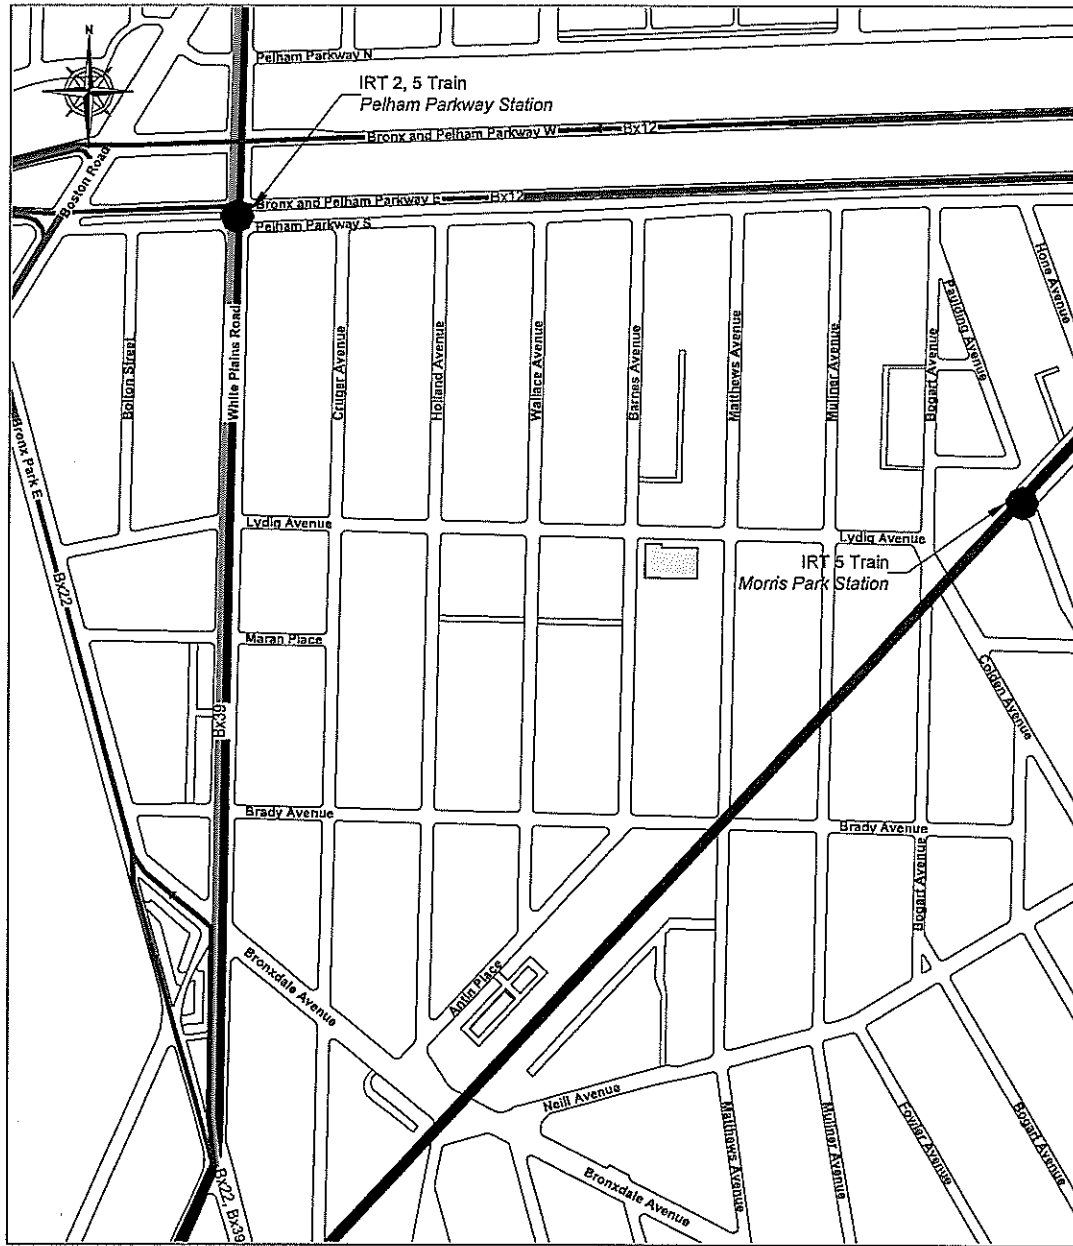 N
Pelham Parkway N
IRT 2, 5 Train
Pelham Parkway Station
Bronx and Pelham Parkway W
Bx12
Boston Road
Bronx and Pelham Parkway E
Bx12
Pelham Parkway S
Hone Avenue
Paulding Avenue
Bolton Street
White Plains Road
Cruger Avenue
Holland Avenue
Wallace Avenue
Barnes Avenue
Matthews Avenue
Muliner Avenue
Bogart Avenue
Bronx Park E
Lydig Avenue
Lydig Avenue
IRT 5 Train
Morris Park Station
Bx22
Maran Place
Colden Avenue
Bx39
Brady Avenue
Brady Avenue
Bogart Avenue
Bronxdale Avenue
Antin Place
Neill Avenue
Matthews Avenue
Muliner Avenue
Fowler Avenue
Bogart Avenue
Bronxdale Avenue
Bx22, Bx39